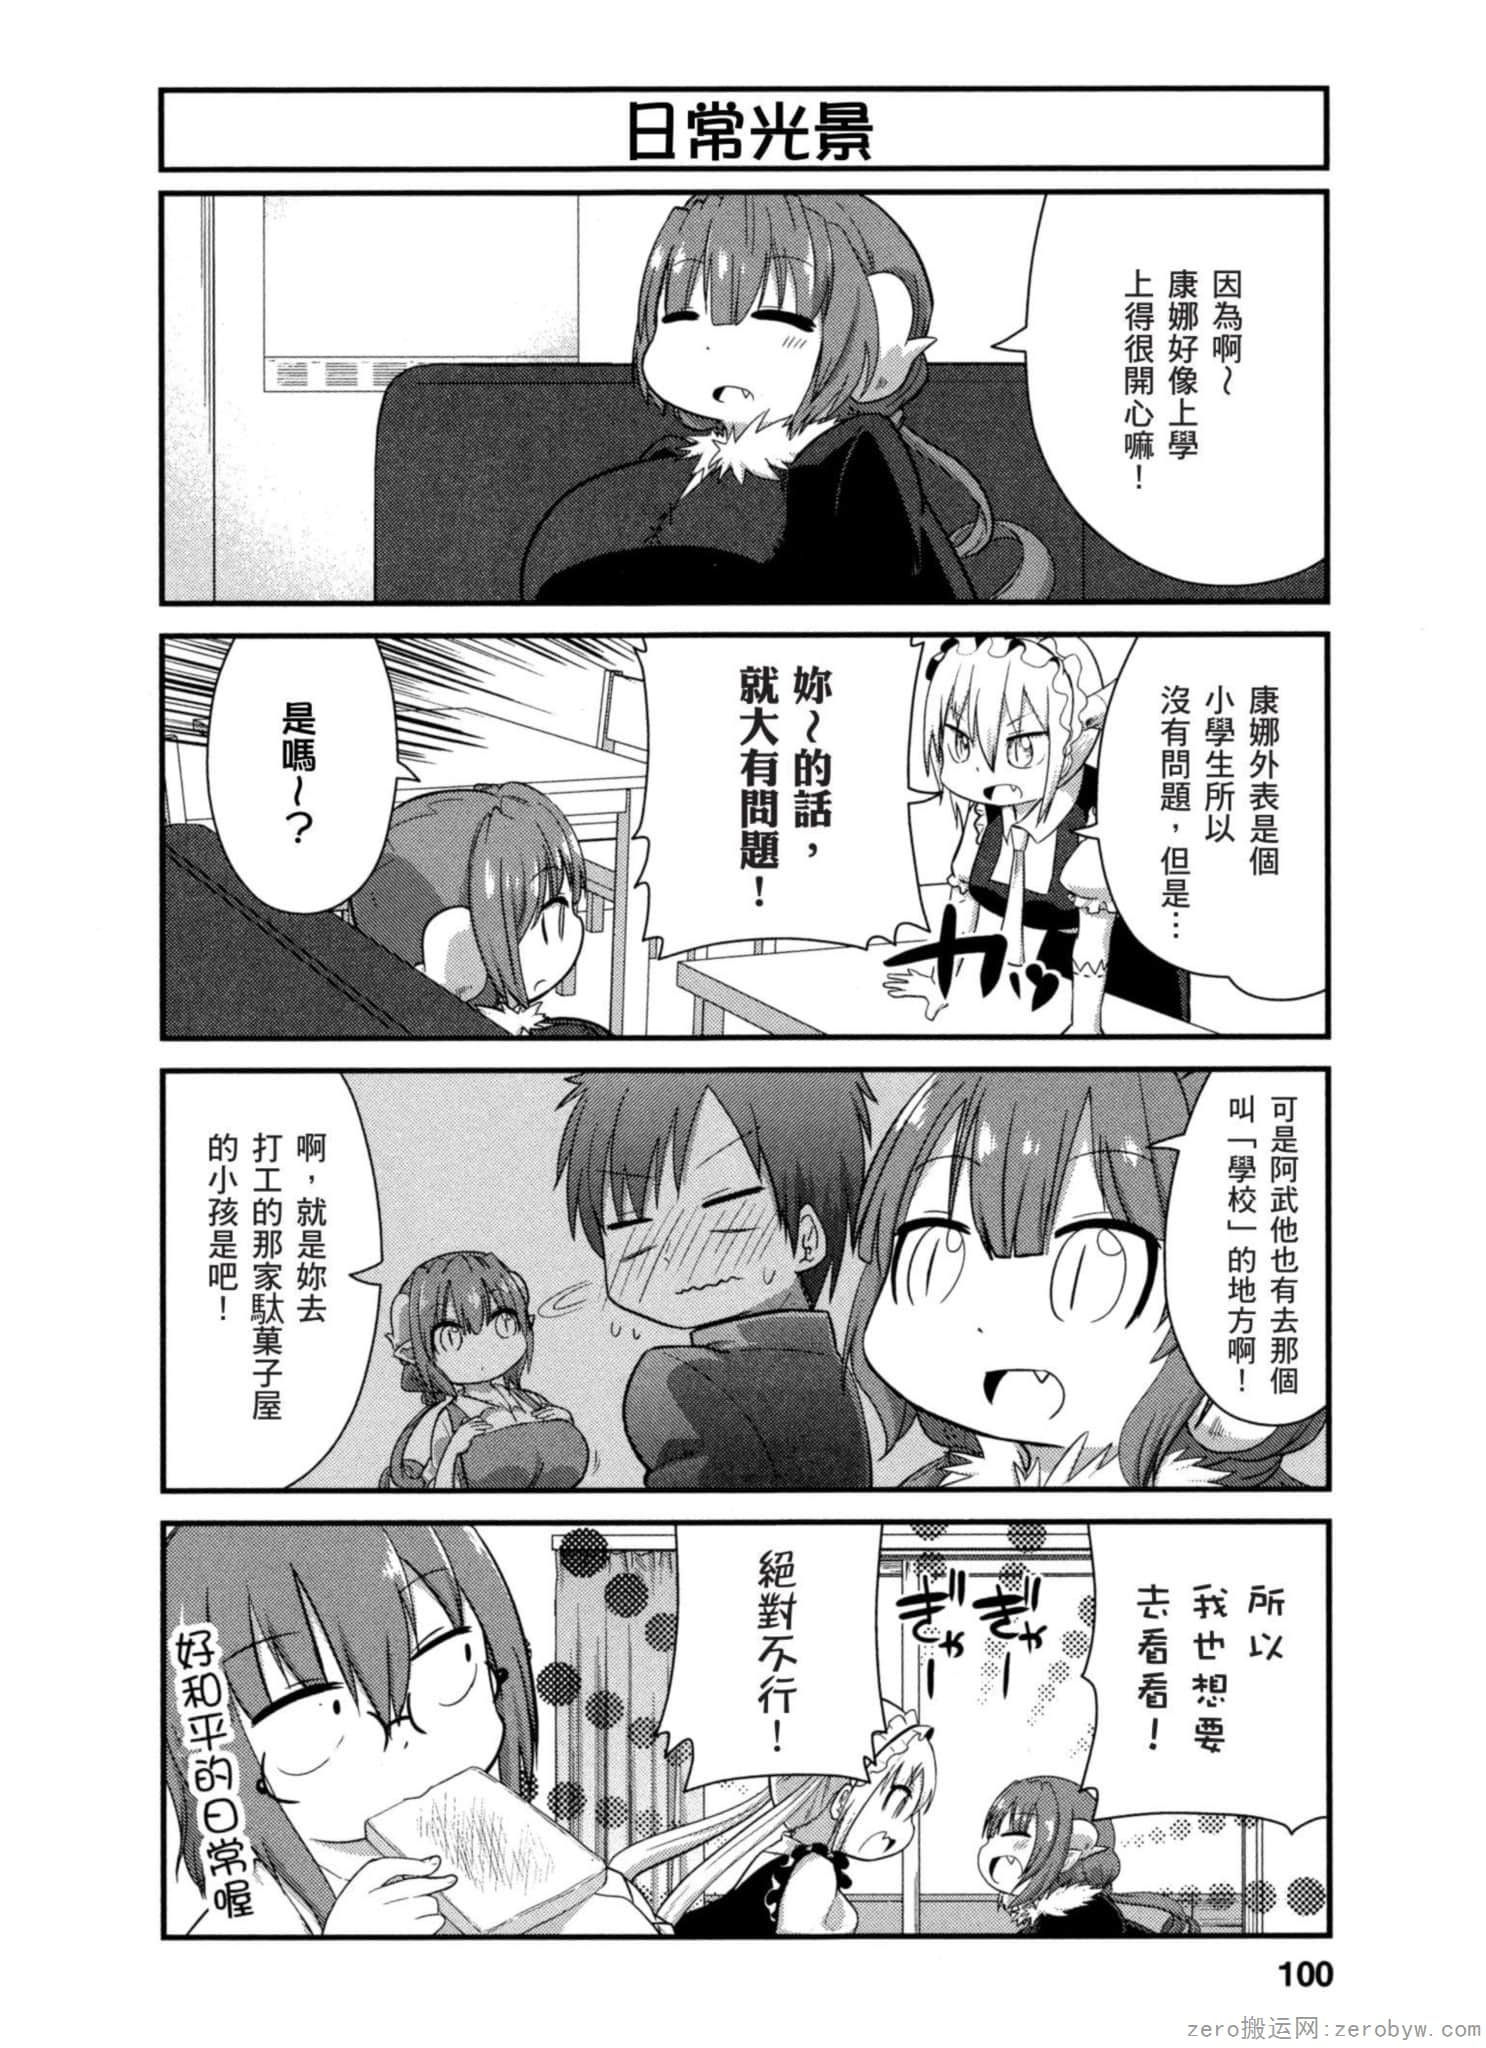 日常光景
因為啊～
康娜好像上學
上得很開心嘛！
康娜外表是個
小學生所以
沒有問題，但是…
妳～的話，
就大有問題！
カッ
是嗎～？
可是阿武他也有去那個
叫「學校」的地方啊！
啊，就是妳去
打工的那家駄菓子屋
的小孩是吧！
所以
我也想要
去看看！
ぎゃー
ぎゃー
絕對不行！
好和平的日常喔
100
zero搬运网:zerobyw.com